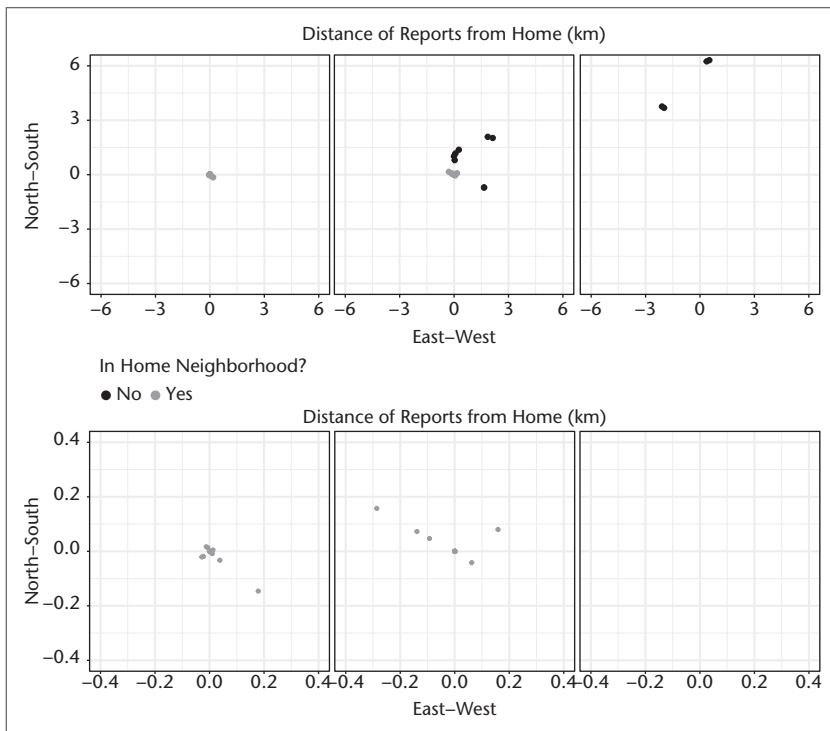 Distance of Reports from Home (km)
North–South
6
3
0
−3
−6
−6 −3 0 3 6 −6 −3 0 3 6 −6 −3 0 3 6
East–West
In Home Neighborhood?
No Yes
Distance of Reports from Home (km)
North–South
0.4
0.2
0.0
−0.2
−0.4
−0.4 −0.2 0.0 0.2 0.4 −0.4 −0.2 0.0 0.2 0.4 −0.4 −0.2 0.0 0.2 0.4
East–West